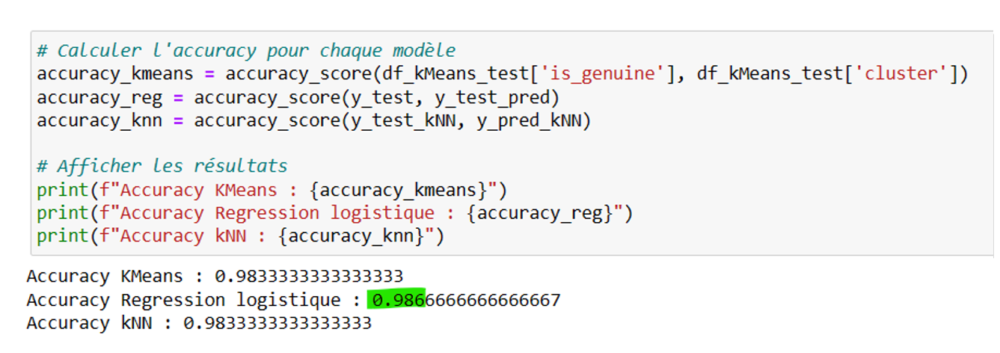 # Calculer l'accuracy pour chaque modèle
accuracy_kmeans = accuracy_score(df_kMeans_test['is_genuine'], df_kMeans_test['cluster'])
accuracy_reg = accuracy_score(y_test, y_test_pred)
accuracy_knn = accuracy_score(y_test_kNN, y_pred_kNN)
# Afficher les résultats
print(f"Accuracy KMeans : {accuracy_kmeans}")
print(f"Accuracy Regression logistique : {accuracy_reg}")
print(f"Accuracy kNN : {accuracy_knn}")
Accuracy KMeans : 0.9833333333333333
Accuracy Regression logistique : 0.9866666666666667
Accuracy kNN : 0.9833333333333333